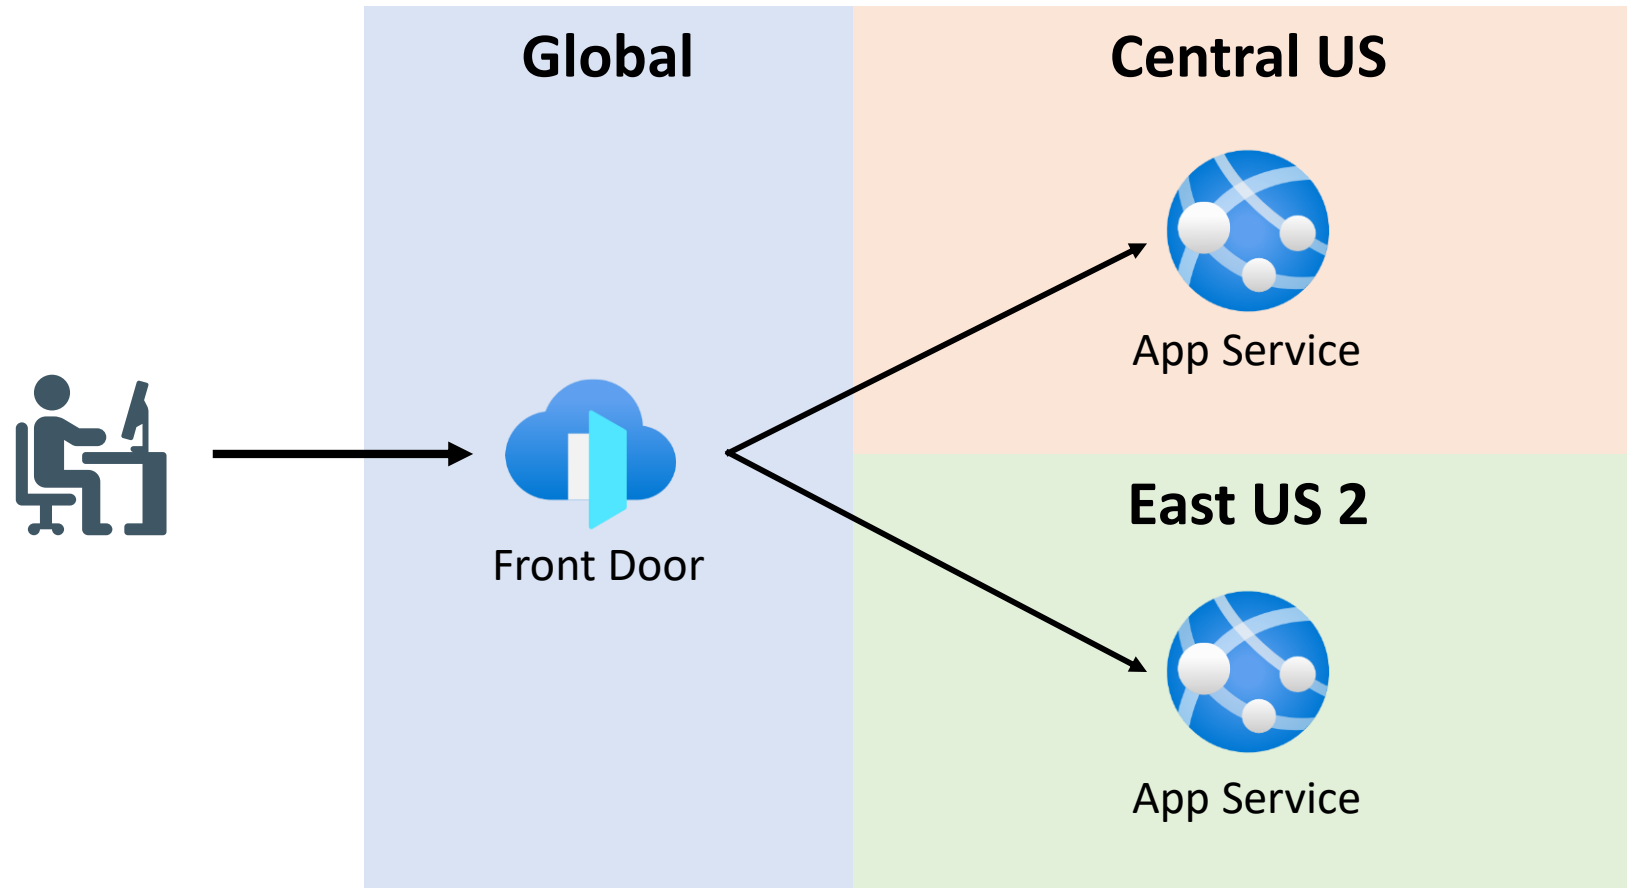 Global
Front Door
Central US
App Service
East US 2
App Service